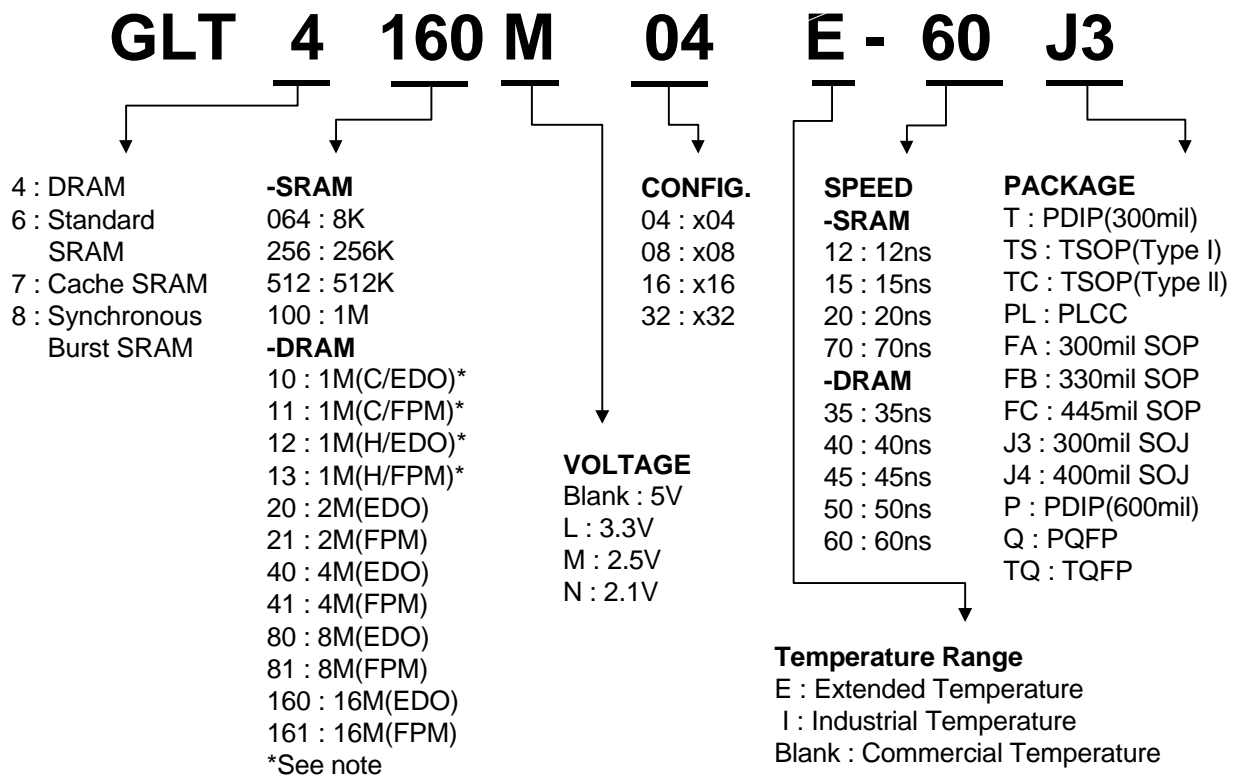 GLT 4 160 M 04 E - 60 J3
4 : DRAM
6 : Standard
SRAM
7 : Cache SRAM
8 : Synchronous
Burst SRAM
-SRAM
064 : 8K
256 : 256K
512 : 512K
100 : 1M
-DRAM
10 : 1M(C/EDO)*
11 : 1M(C/FPM)*
12 : 1M(H/EDO)*
13 : 1M(H/FPM)*
20 : 2M(EDO)
21 : 2M(FPM)
40 : 4M(EDO)
41 : 4M(FPM)
80 : 8M(EDO)
81 : 8M(FPM)
160 : 16M(EDO)
161 : 16M(FPM)
*See note
VOLTAGE
Blank : 5V
L : 3.3V
M : 2.5V
N : 2.1V
CONFIG.
04 : x04
08 : x08
16 : x16
32 : x32
SPEED
-SRAM
12 : 12ns
15 : 15ns
20 : 20ns
70 : 70ns
-DRAM
35 : 35ns
40 : 40ns
45 : 45ns
50 : 50ns
60 : 60ns
PACKAGE
T : PDIP(300mil)
TS : TSOP(Type I)
TC : TSOP(Type ll)
PL : PLCC
FA : 300mil SOP
FB : 330mil SOP
FC : 445mil SOP
J3 : 300mil SOJ
J4 : 400mil SOJ
P : PDIP(600mil)
Q : PQFP
TQ : TQFP
Temperature Range
E : Extended Temperature
I : Industrial Temperature
Blank : Commercial Temperature